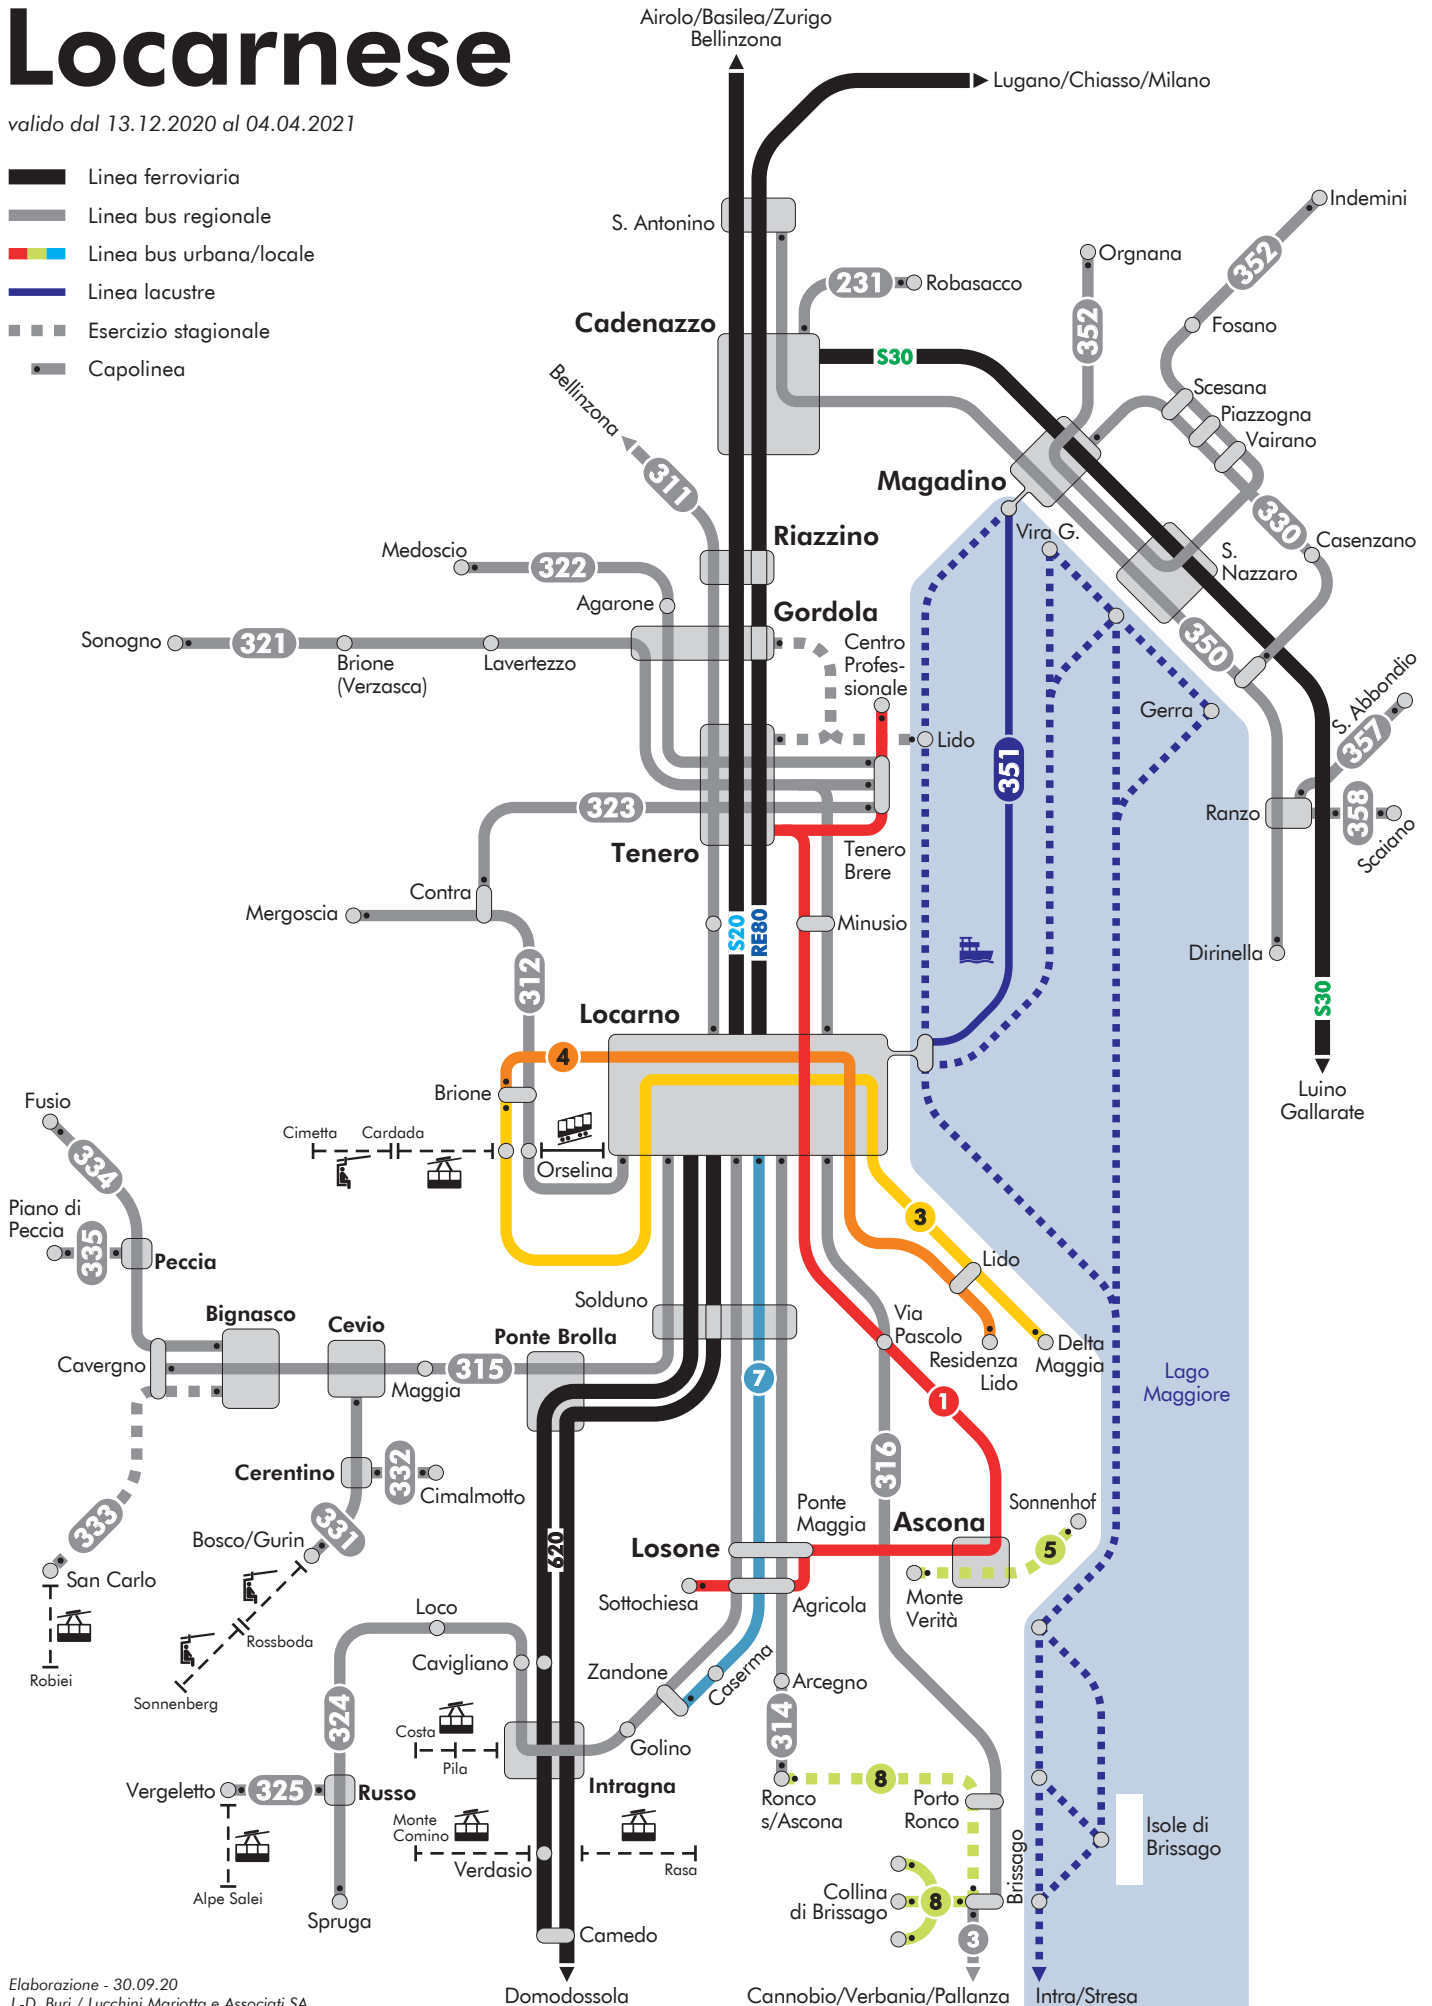 Locarnese
valido dal 13.12.2020 al 04.04.2021
Linea ferroviaria
Linea bus regionale
Linea bus urbana/locale
Linea lacustre
Esercizio stagionale
Capolinea
Airolo/Basilea/Zurigo
Bellinzona
Lugano/Chiasso/Milano
S. Antonino
Indemini
352
Orgnana
352
231
Robasacco
Cadenazzo
Fosano
S30
Bellinzona
311
Scesana
Piazzogna
Vairano
Magadino
330
Casenzano
Vira G.
S.
Nazzaro
Riazzino
Medoscio
322
Agarone
Gordola
Sonogno
321
Brione
(Verzasca)
Lavertezzo
Centro
Profes-
sionale
350
Gerra
S. Abbondio
357
Lido
351
323
Ranzo
358
Scaiano
Tenero
Tenero
Brere
Contra
Mergoscia
Minusio
S20
RE80
Dirinella
312
S30
Locarno
4
Brione
Luino
Gallarate
Fusio
334
Cimetta
Cardada
Orselina
Piano di
Peccia
335
Peccia
3
Lido
Bignasco
Cevio
Solduno
Ponte Brolla
Via
Pascolo
Residenza
Lido
Delta
Maggia
Cavergno
Maggia
315
7
Lago
Maggiore
1
316
Cerentino
332
Cimalmotto
333
331
Bosco/Gurin
620
Ponte
Maggia
Ascona
Sonnenhof
Losone
5
San Carlo
Sottochiesa
Agricola
Monte
Verità
Robiei
Rossboda
Sonnenberg
Loco
Cavigliano
Zandone
Caserma
Arcegno
324
314
Costa
Pila
Golino
Vergeletto
325
Russo
Intragna
Ronco
s/Ascona
8
Porto
Ronco
Monte
Comino
Verdasio
Rasa
Isole di
Brissago
Alpe Salei
Brissago
Collina
di Brissago
8
Spruga
Camedo
3
Elaborazione - 30.09.20
J.-D. Buri / Lucchini Mariotta e Associati SA
Domodossola
Cannobio/Verbania/Pallanza
Intra/Stresa